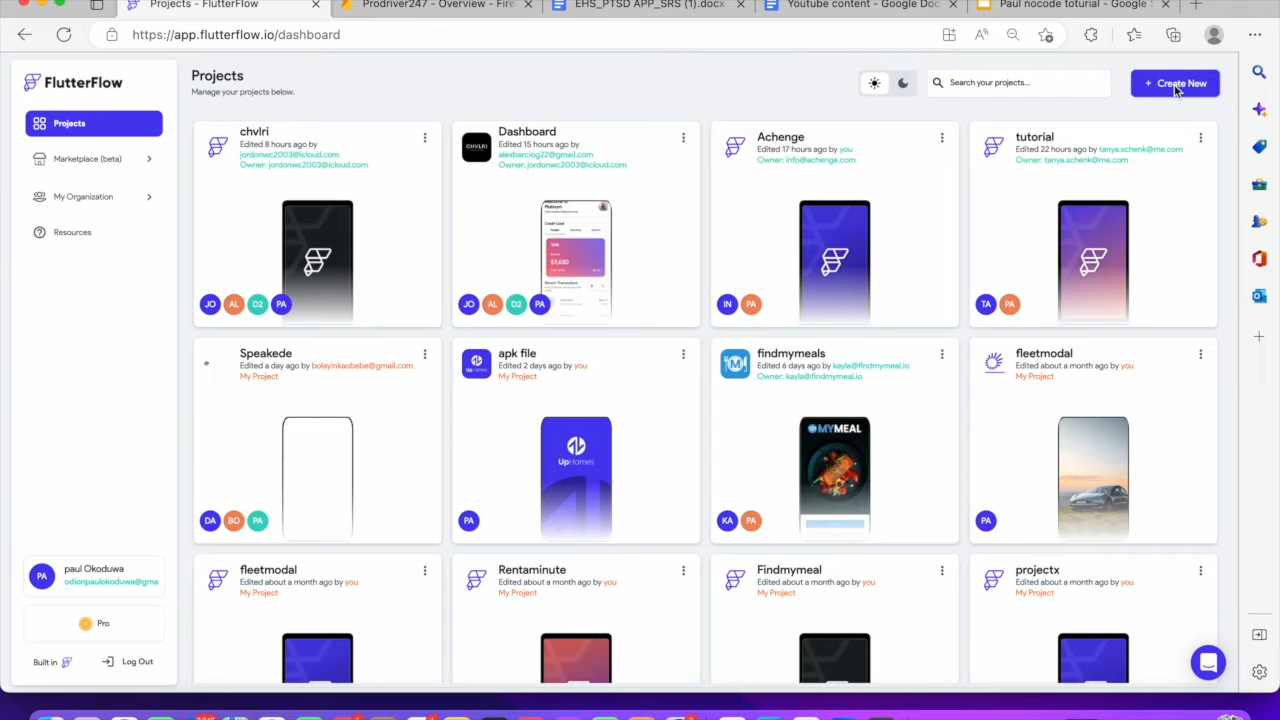 Projects - FlutterFlow
Prodriver247 - Overview - Fire
EHS_PTSD APP_SRS (1).docx
Youtube content - Google Doc
Paul nocode toturial - Google S
https://app.flutterflow.io/dashboard
FlutterFlow
Projects
Marketplace (beta)
My Organization
Resources
Projects
Manage your projects below.
Search your projects...
+ Create New
chvlri
Edited 8 hours ago by
jordonwc2003@icloud.com
Owner: jordonwc2003@icloud.com
JO AL D2 PA
Dashboard
Edited 15 hours ago by
alexbarciog22@gmail.com
Owner: jordonwc2003@icloud.com
CHVLRI
Platinum
Credit Card
$7,630
JO AL D2 PA
Achenge
Edited 17 hours ago by you
Owner: info@achenge.com
IN PA
tutorial
Edited 22 hours ago by tanya.schenk@me.com
Owner: tanya.schenk@me.com
TA PA
Speakede
Edited a day ago by bolayinkaobebe@gmail.com
My Project
DA BO PA
apk file
Edited 2 days ago by you
My Project
UpHomes
UpHomes
PA
findmymeals
Edited 6 days ago by kayla@findmymeal.io
Owner: kayla@findmymeal.io
MYMEAL
KA PA
fleetmodal
Edited about a month ago by you
My Project
PA
fleetmodal
Edited about a month ago by you
My Project
Rentaminute
Edited about a month ago by you
My Project
Findmymeal
Edited about a month ago by you
My Project
projectx
Edited about a month ago by you
My Project
PA
paul Okoduwa
odionpaulokoduwa@gma
Pro
Built in
Log Out